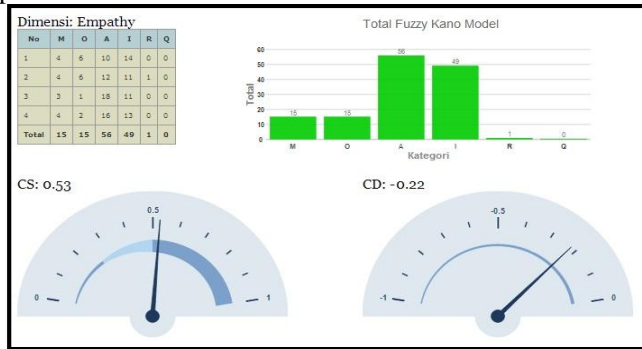 Dimensi: Empathy
No M O A I R Q
1 4 6 10 14 0 0
2 4 6 12 11 1 0
3 3 1 18 11 0 0
4 4 2 16 13 0 0
Total 15 15 56 49 1 0
Total Fuzzy Kano Model
Total
60
50
40
30
20
10
0
15 15 56 49 1 0
M O A I R Q
Kategori
CS: 0.53
0 0.5 1
CD: -0.22
-1 -0.5 0